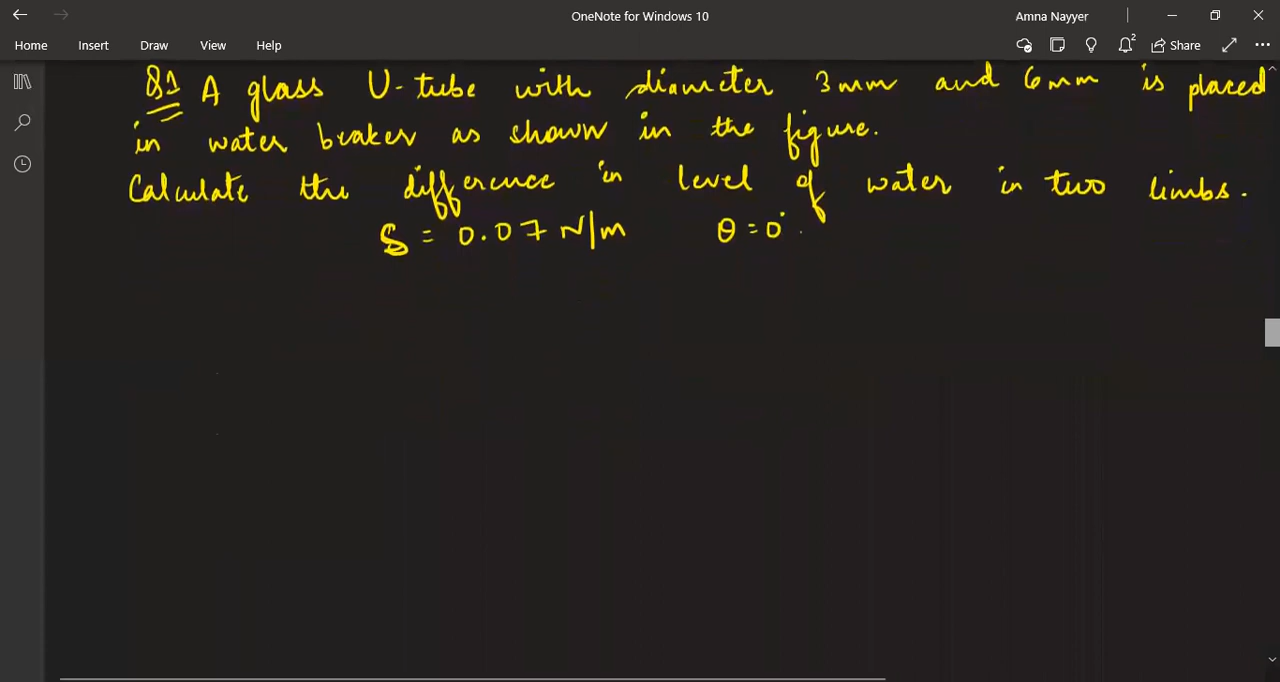 OneNote for Windows 10
Amna Nayyer
Home Insert Draw View Help
2 Share
Q1 A glass U-tube with diameter 3mm and 6mm is placed
in water beaker as shown in the figure.
Calculate the difference in level of water in two limbs.
S = 0.07 N/m θ = 0°.